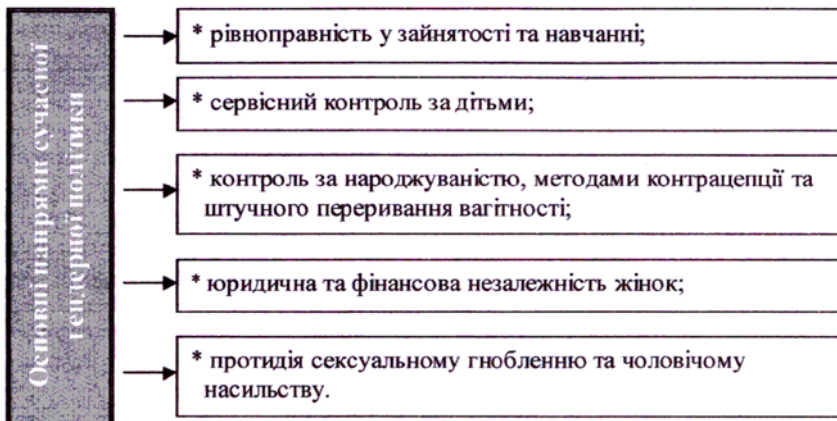 Основні напрями сучасної
гендерної політики
* рівноправність у зайнятості та навчанні;
* сервісний контроль за дітьми;
* контроль за народжуваністю, методами контрацепції та
штучного переривання вагітності;
* юридична та фінансова незалежність жінок;
* протидія сексуальному гнобленню та чоловічому
насильству.